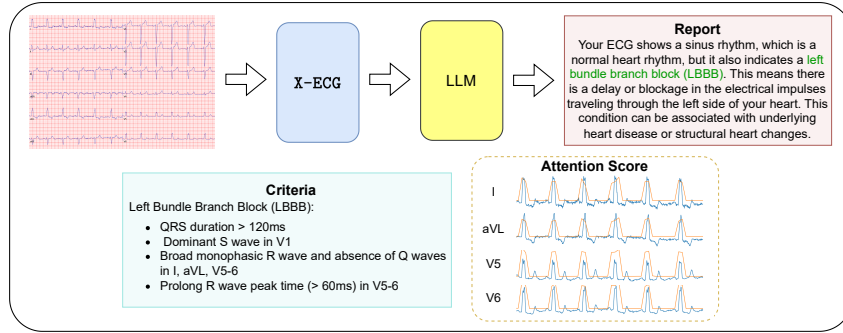 X-ECG
LLM
Report
Your ECG shows a sinus rhythm, which is a
normal heart rhythm, but it also indicates a left
bundle branch block (LBBB). This means there
is a delay or blockage in the electrical impulses
traveling through the left side of your heart. This
condition can be associated with underlying
heart disease or structural heart changes.
Criteria
Left Bundle Branch Block (LBBB):
• QRS duration > 120ms
• Dominant S wave in V1
• Broad monophasic R wave and absence of Q waves
in I, aVL, V5-6
• Prolong R wave peak time (> 60ms) in V5-6
Attention Score
I
aVL
V5
V6